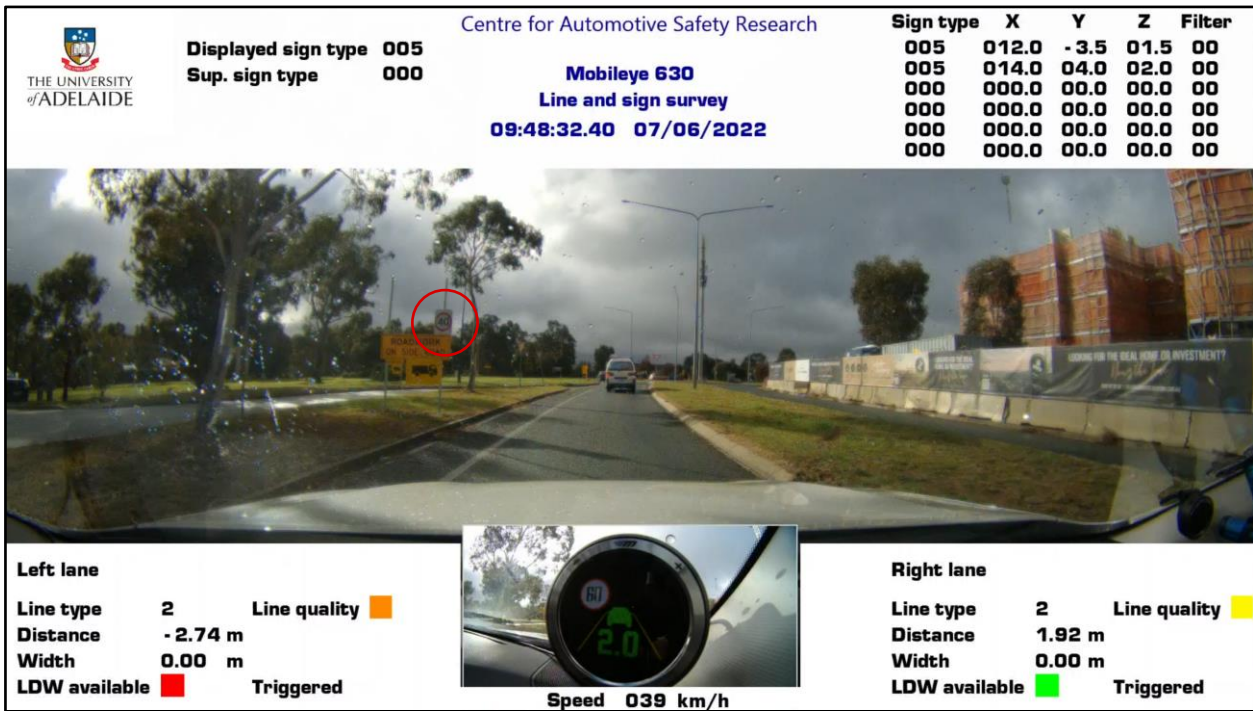 THE UNIVERSITY
of ADELAIDE
Displayed sign type 005
Sup. sign type 000
Centre for Automotive Safety Research
Mobileye 630
Line and sign survey
09:48:32.40 07/06/2022
Sign type X Y Z Filter
005 012.0 -3.5 01.5 00
005 014.0 04.0 02.0 00
000 000.0 00.0 00.0 00
000 000.0 00.0 00.0 00
000 000.0 00.0 00.0 00
000 000.0 00.0 00.0 00
ROADWORK
ON SIDE ROAD
LOOKING FOR THE IDEAL HOME OR INVESTMENT?
Left lane
Line type 2 Line quality
Distance -2.74 m
Width 0.00 m
LDW available Triggered
60
2.0
Speed 039 km/h
Right lane
Line type 2 Line quality
Distance 1.92 m
Width 0.00 m
LDW available Triggered